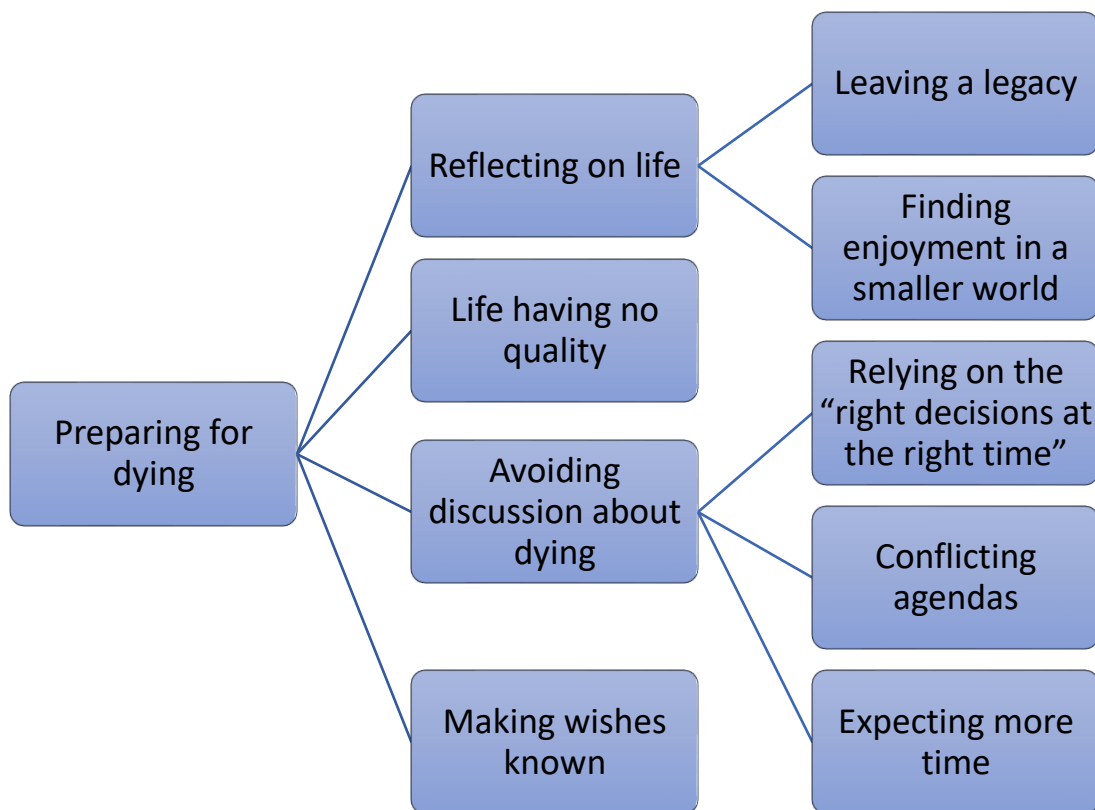 Preparing for
dying
Reflecting on life
Life having no
quality
Avoiding
discussion about
dying
Making wishes
known
Leaving a legacy
Finding
enjoyment in a
smaller world
Relying on the
“right decisions at
the right time”
Conflicting
agendas
Expecting more
time